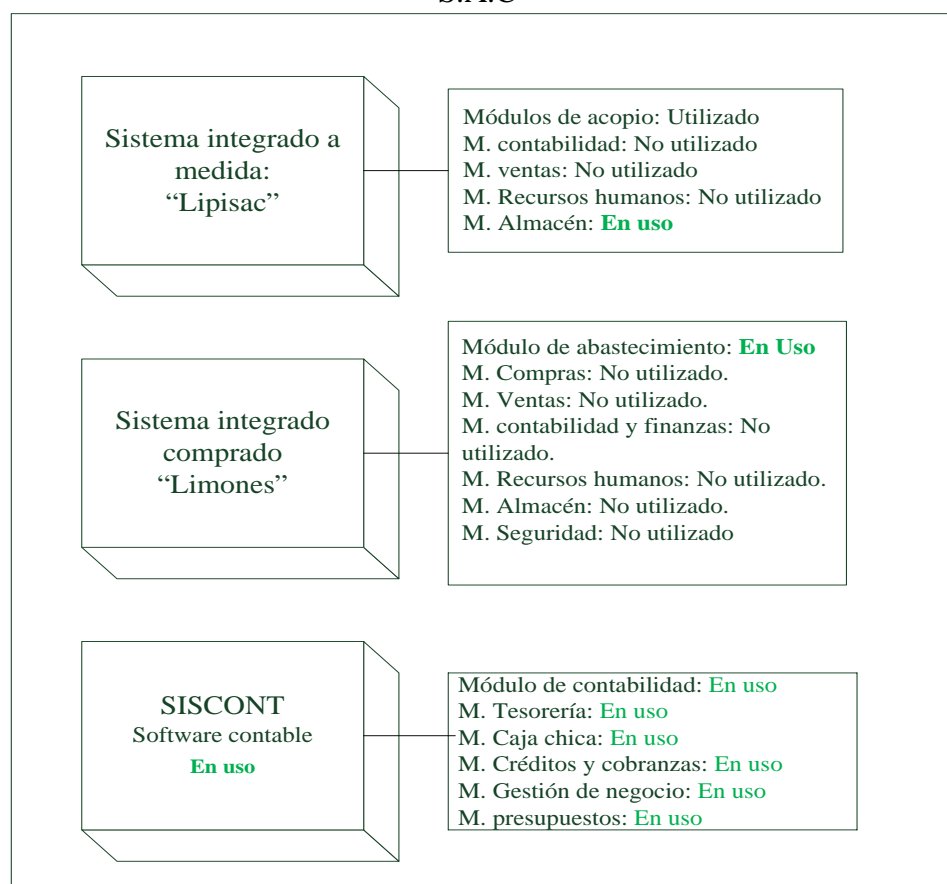 S.A.C
Sistema integrado a
medida:
“Lipisac”
Módulos de acopio: Utilizado
M. contabilidad: No utilizado
M. ventas: No utilizado
M. Recursos humanos: No utilizado
M. Almacén: En uso
Sistema integrado
comprado
“Limones”
Módulo de abastecimiento: En Uso
M. Compras: No utilizado.
M. Ventas: No utilizado.
M. contabilidad y finanzas: No
utilizado.
M. Recursos humanos: No utilizado.
M. Almacén: No utilizado.
M. Seguridad: No utilizado
SISCONT
Software contable
En uso
Módulo de contabilidad: En uso
M. Tesorería: En uso
M. Caja chica: En uso
M. Créditos y cobranzas: En uso
M. Gestión de negocio: En uso
M. presupuestos: En uso